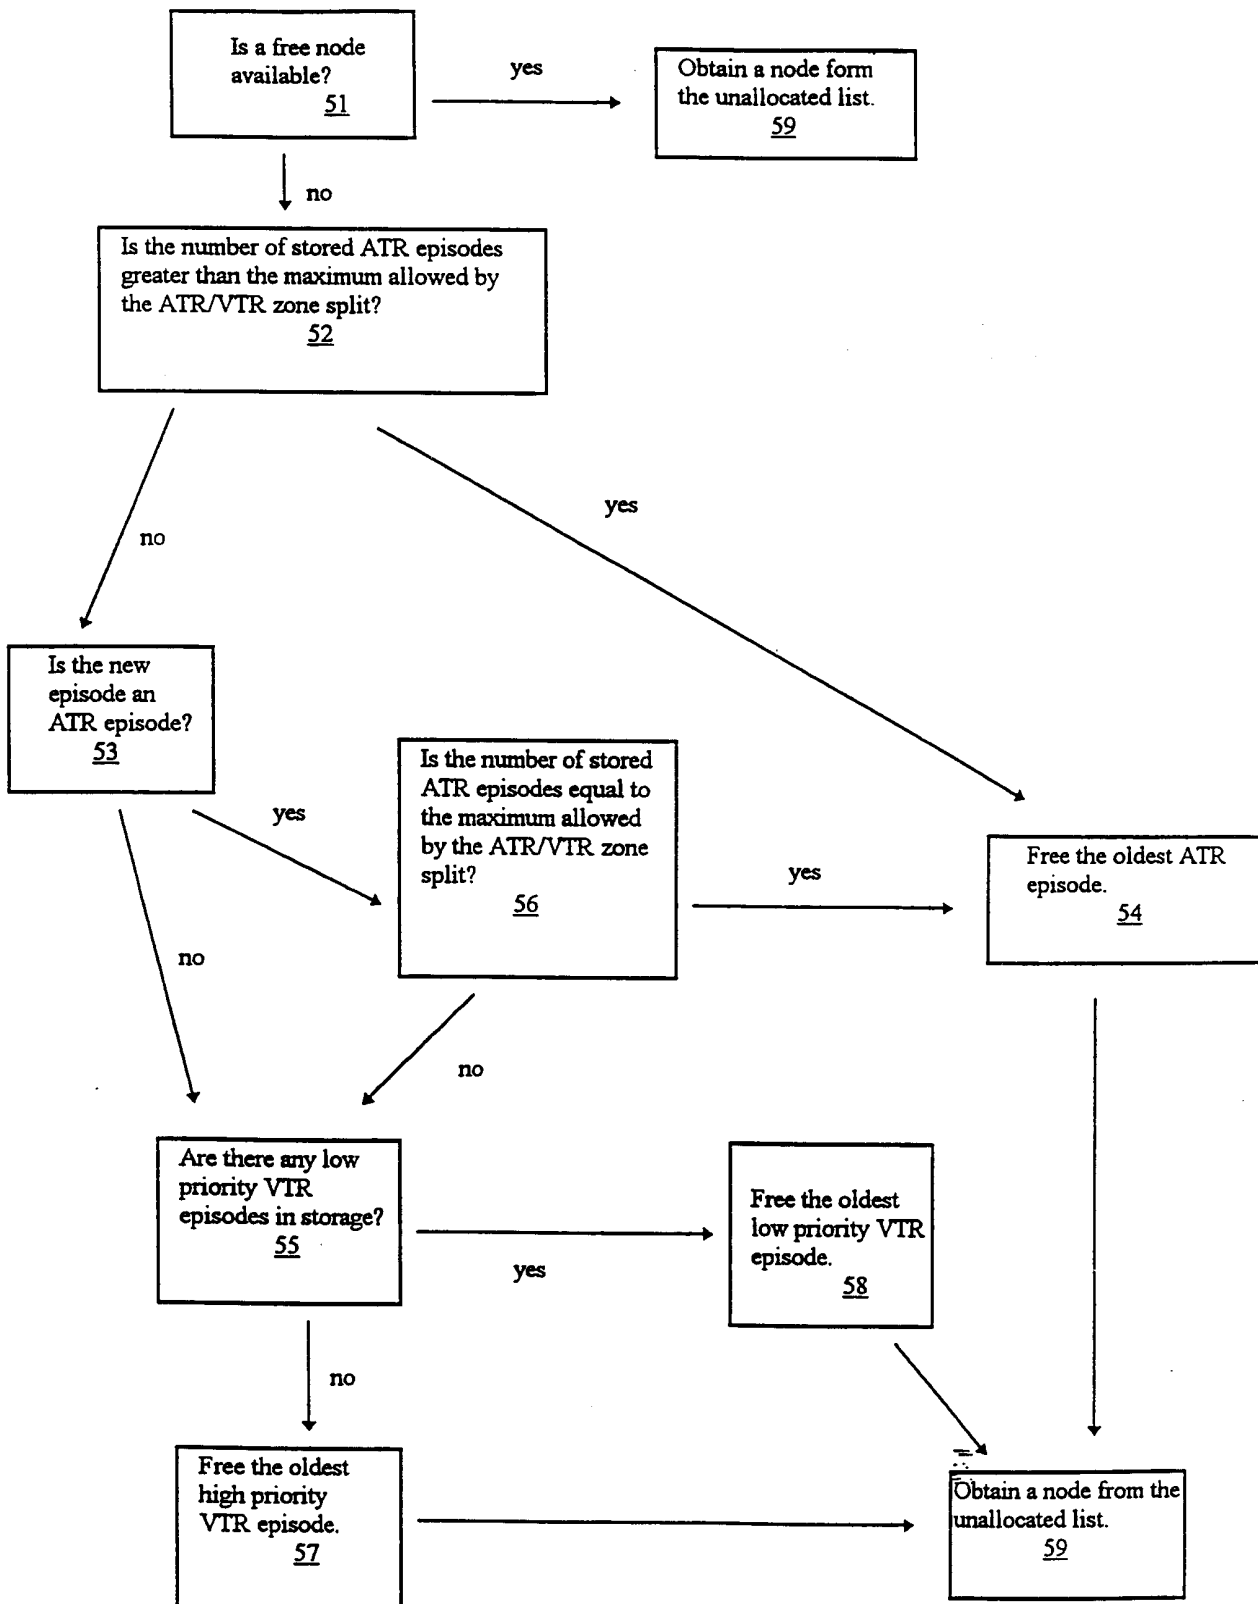 Is a free node
available?
51
yes
Obtain a node form
the unallocated list.
59
no
Is the number of stored ATR episodes
greater than the maximum allowed by
the ATR/VTR zone split?
52
yes
no
Is the new
episode an
ATR episode?
53
yes
no
Is the number of stored
ATR episodes equal to
the maximum allowed
by the ATR/VTR zone
split?
56
yes
no
Free the oldest ATR
episode.
54
Are there any low
priority VTR
episodes in storage?
55
yes
no
Free the oldest
low priority VTR
episode.
58
Free the oldest
high priority
VTR episode.
57
Obtain a node from the
unallocated list.
59